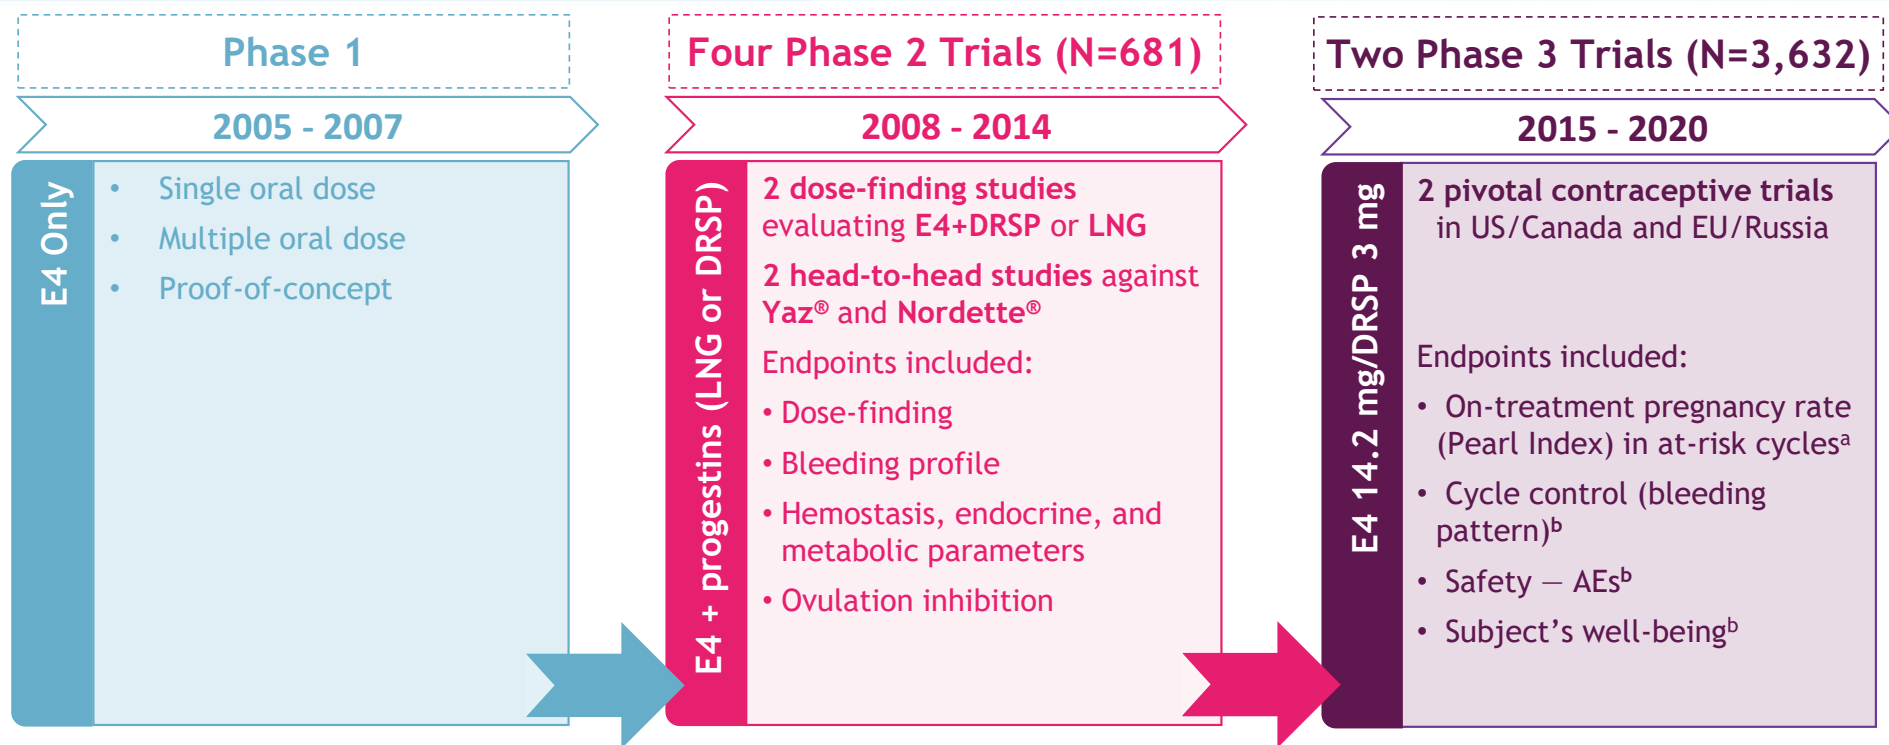 Phase 1
2005 - 2007
E4 Only
• Single oral dose
• Multiple oral dose
• Proof-of-concept
Four Phase 2 Trials (N=681)
2008 - 2014
E4 + progestins (LNG or DRSP)
2 dose-finding studies
evaluating E4+DRSP or LNG
2 head-to-head studies against
Yaz® and Nordette®
Endpoints included:
• Dose-finding
• Bleeding profile
• Hemostasis, endocrine, and
metabolic parameters
• Ovulation inhibition
Two Phase 3 Trials (N=3,632)
2015 - 2020
E4 14.2 mg/DRSP 3 mg
2 pivotal contraceptive trials
in US/Canada and EU/Russia
Endpoints included:
• On-treatment pregnancy rate
(Pearl Index) in at-risk cyclesᵃ
• Cycle control (bleeding
pattern)ᵇ
• Safety — AEsᵇ
• Subject’s well-beingᵇ